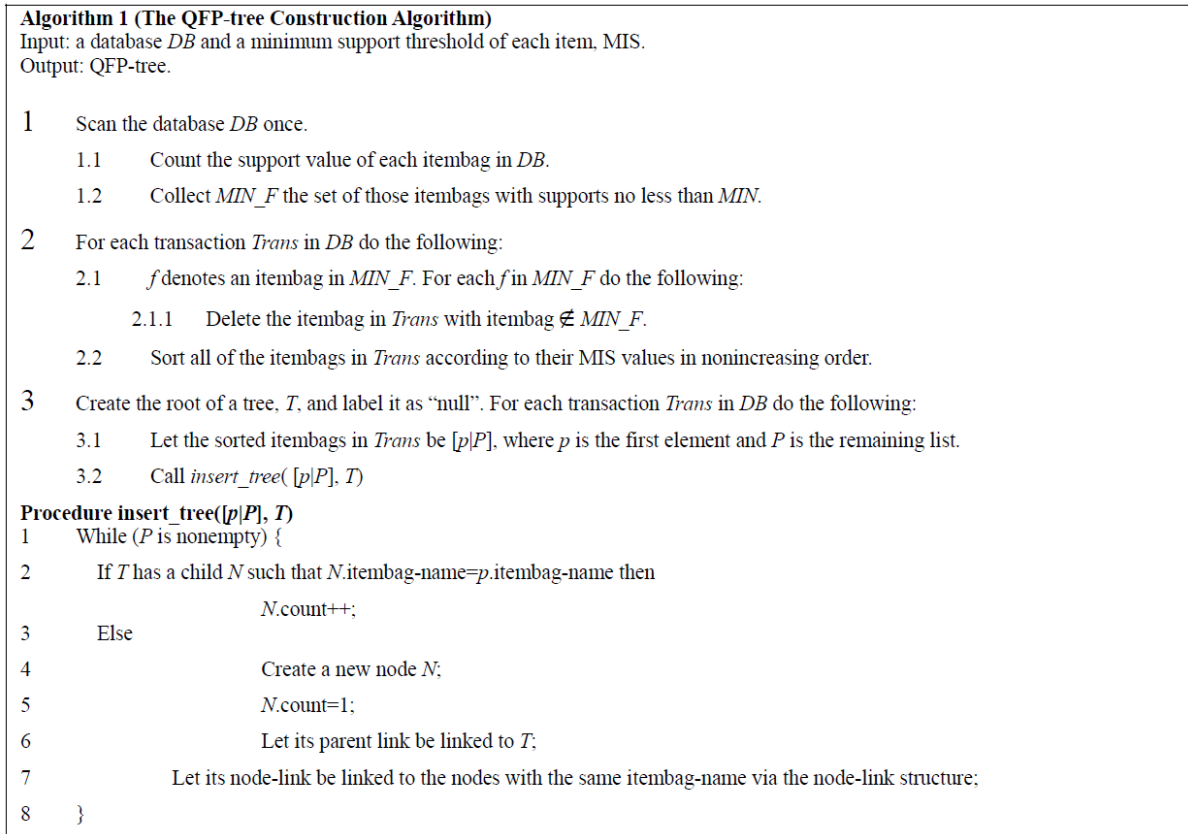 Algorithm 1 (The QFP-tree Construction Algorithm)
Input: a database DB and a minimum support threshold of each item, MIS.
Output: QFP-tree.
1 Scan the database DB once.
1.1 Count the support value of each itembag in DB.
1.2 Collect MIN_F the set of those itembags with supports no less than MIN.
2 For each transaction Trans in DB do the following:
2.1 f denotes an itembag in MIN_F. For each f in MIN_F do the following:
2.1.1 Delete the itembag in Trans with itembag ∉ MIN_F.
2.2 Sort all of the itembags in Trans according to their MIS values in nonincreasing order.
3 Create the root of a tree, T, and label it as “null”. For each transaction Trans in DB do the following:
3.1 Let the sorted itembags in Trans be [p|P], where p is the first element and P is the remaining list.
3.2 Call insert_tree( [p|P], T)
Procedure insert_tree([p|P], T)
1 While (P is nonempty) {
2 If T has a child N such that N.itembag-name=p.itembag-name then
N.count++;
3 Else
4 Create a new node N;
5 N.count=1;
6 Let its parent link be linked to T;
7 Let its node-link be linked to the nodes with the same itembag-name via the node-link structure;
8 }